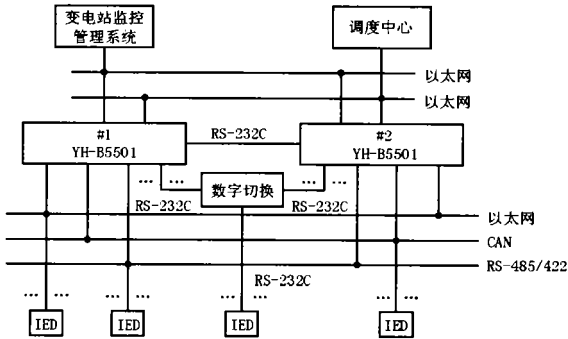 变电站监控
管理系统
调度中心
以太网
以太网
#1
YH-B5501
RS-232C
#2
YH-B5501
... ...
数字切换
... ...
RS-232C
RS-232C
以太网
CAN
RS-485/422
RS-232C
... ...
...
...
... ...
IED
IED
IED
IED